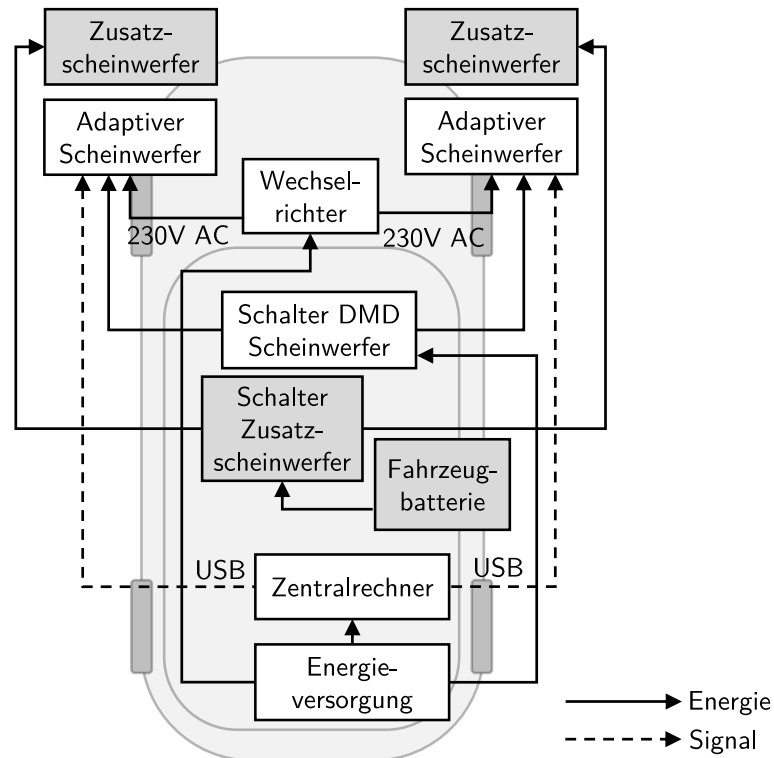 Zusatz-
scheinwerfer
Zusatz-
scheinwerfer
Adaptiver
Scheinwerfer
Adaptiver
Scheinwerfer
Wechsel-
richter
230V AC
230V AC
Schalter DMD
Scheinwerfer
Schalter
Zusatz-
scheinwerfer
Fahrzeug-
batterie
USB
USB
Zentralrechner
Energie-
versorgung
Energie
Signal